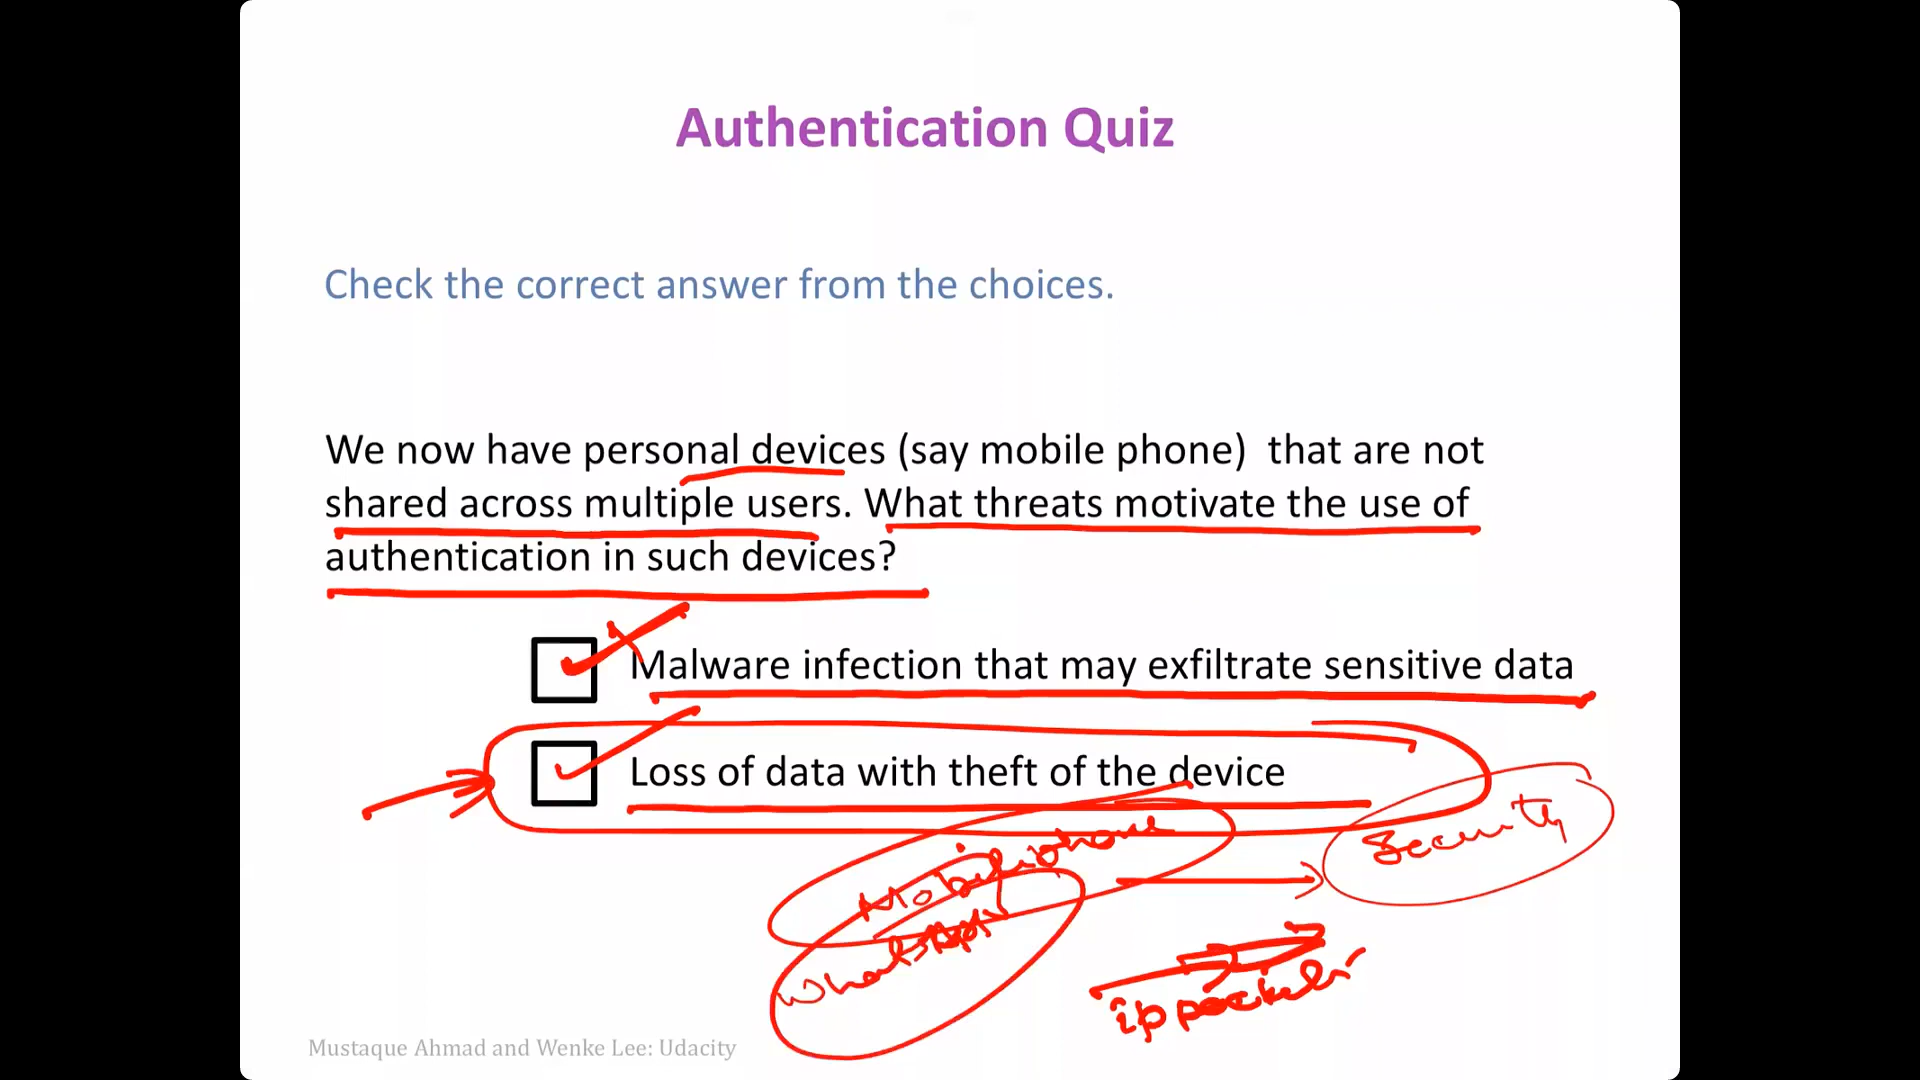 Authentication Quiz
Check the correct answer from the choices.
We now have personal devices (say mobile phone) that are not
shared across multiple users. What threats motivate the use of
authentication in such devices?
Malware infection that may exfiltrate sensitive data
Loss of data with theft of the device
Security
Mobile phone
WhatsApp
ip packets
Mustaque Ahmad and Wenke Lee: Udacity